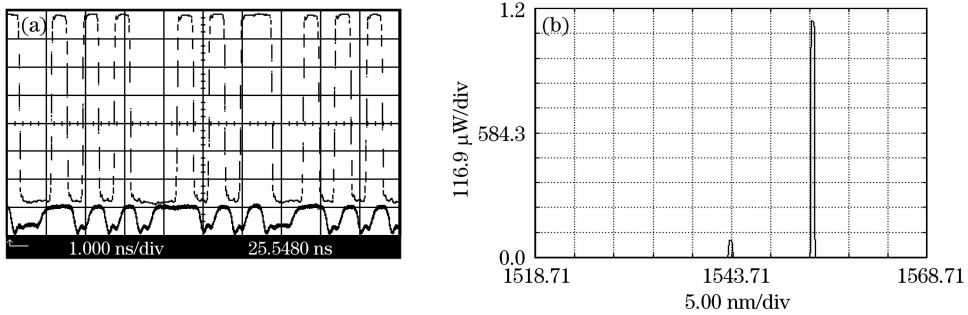 (a)
1.000 ns/div
25.5480 ns
(b)
1.2
116.9 μW/div
584.3
0.0
1518.71
1543.71
1568.71
5.00 nm/div